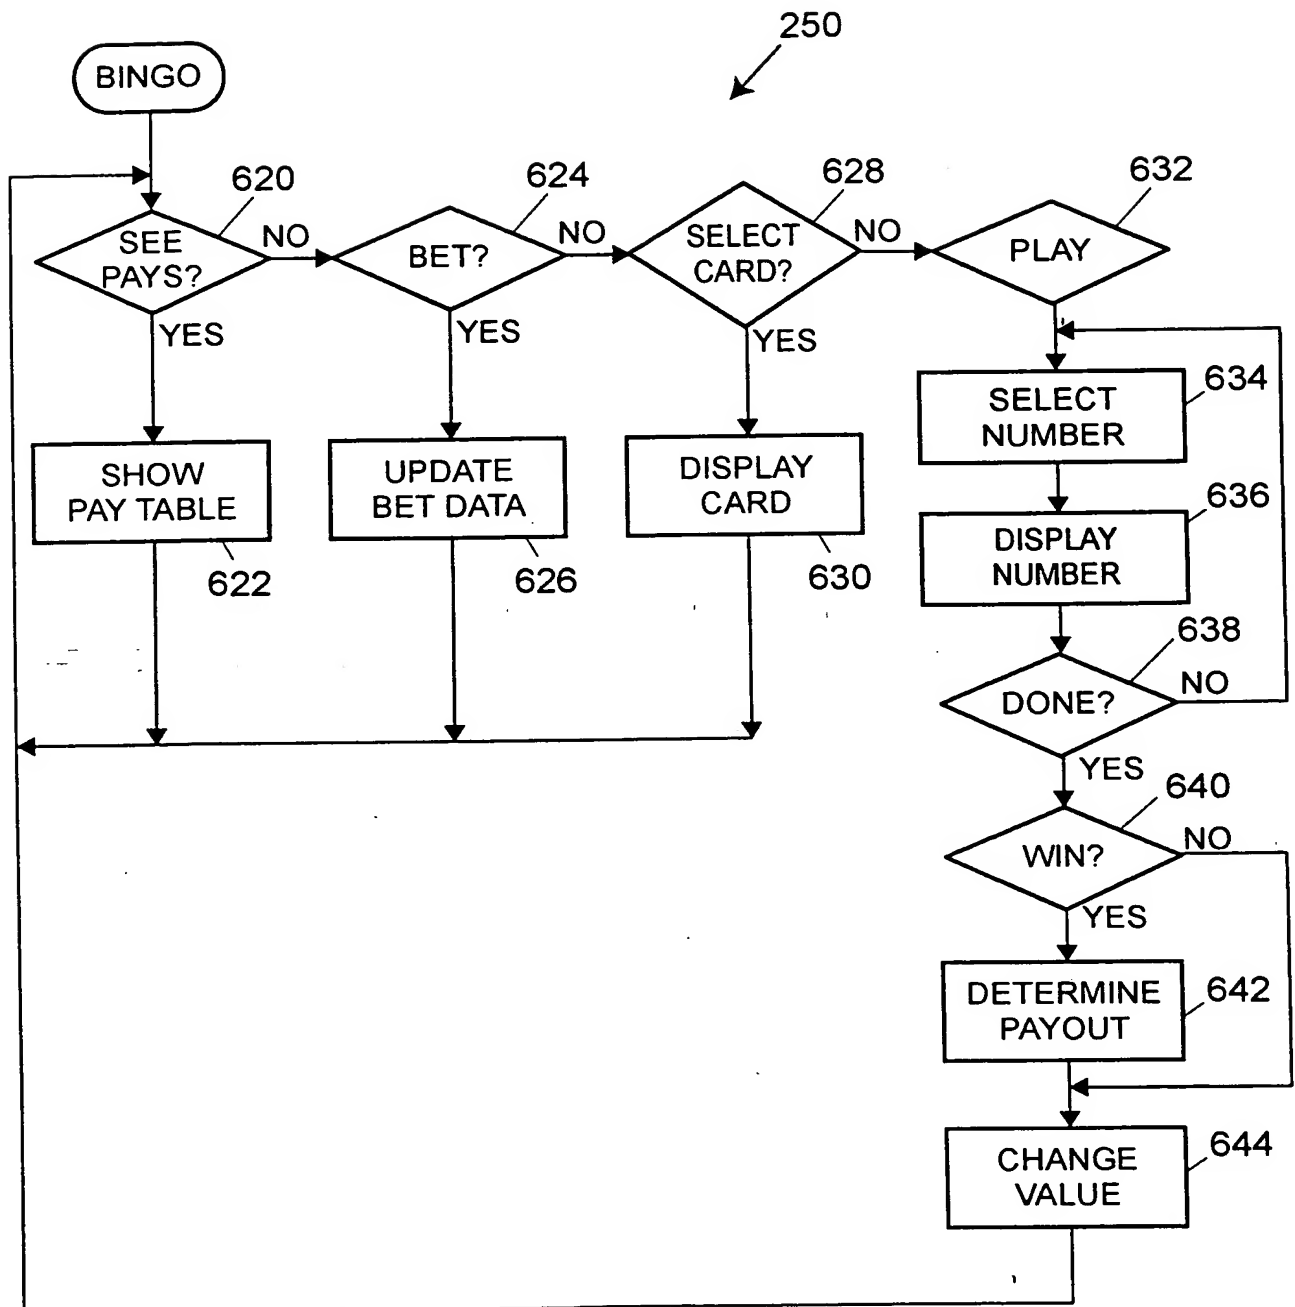 250
BINGO
620
624
628
632
SEE
PAYS?
NO
BET?
NO
SELECT
CARD?
NO
PLAY
YES
YES
YES
SELECT
NUMBER
634
SHOW
PAY TABLE
622
UPDATE
BET DATA
626
DISPLAY
CARD
630
DISPLAY
NUMBER
636
638
DONE?
NO
YES
640
WIN?
NO
YES
DETERMINE
PAYOUT
642
CHANGE
VALUE
644